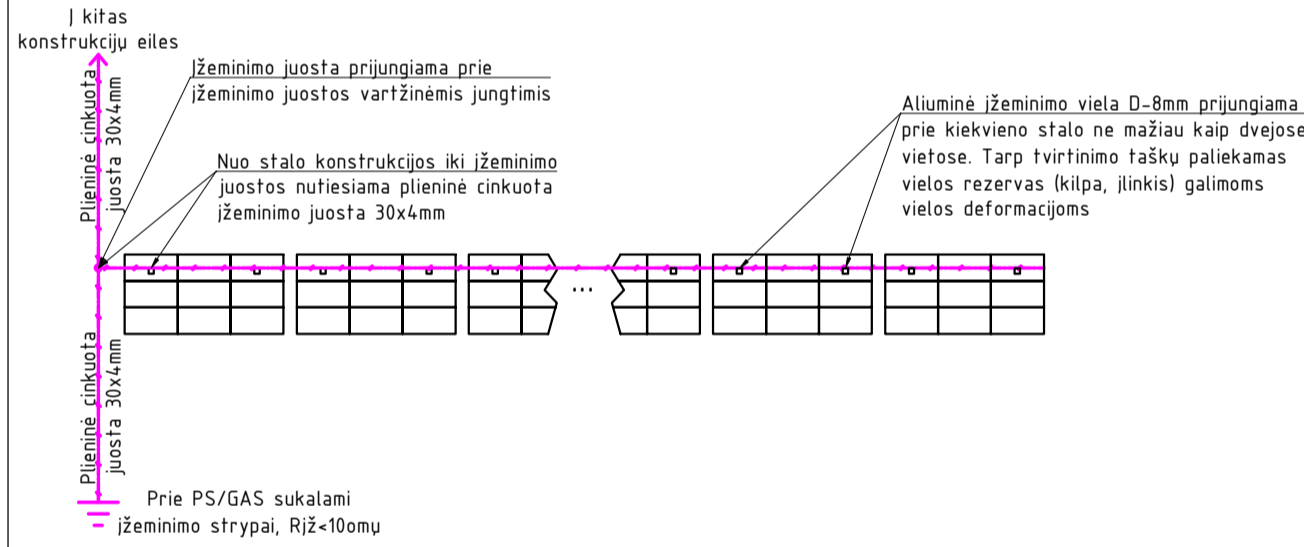 Į kitas
konstrukcijų eiles
Plieninė cinkuota
juosta 30x4mm
Įžeminimo juosta prijungiama prie
įžeminimo juostos varžtinėmis jungtimis
Nuo stalo konstrukcijos iki įžeminimo
juostos nutiesiama plieninė cinkuota
įžeminimo juosta 30x4mm
Aliuminė įžeminimo viela D-8mm prijungiama
prie kiekvieno stalo ne mažiau kaip dvejose
vietose. Tarp tvirtinimo taškų paliekamas
vielos rezervas (kilpa, įlinkis) galimoms
vielos deformacijoms
...
Plieninė cinkuota
juosta 30x4mm
Prie PS/GAS sukalami
įžeminimo strypai, Rįž<10omų